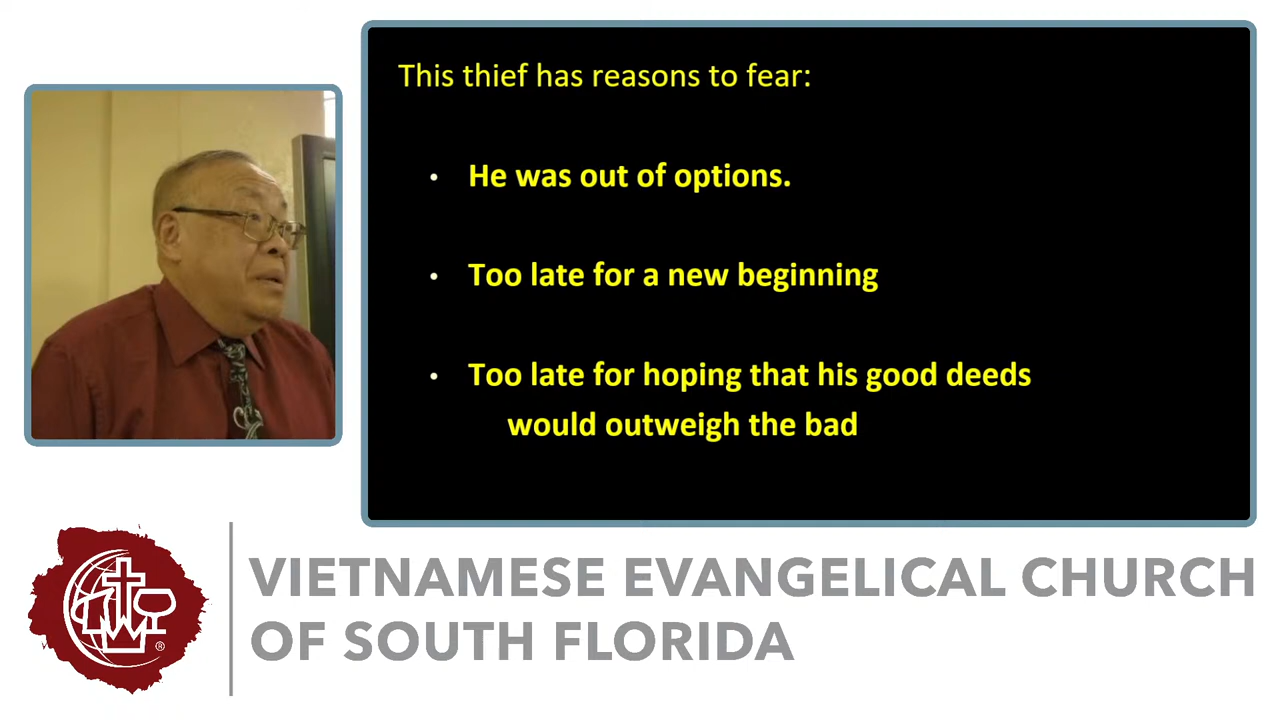 This thief has reasons to fear:
• He was out of options.
• Too late for a new beginning
• Too late for hoping that his good deeds
would outweigh the bad
VIETNAMESE EVANGELICAL CHURCH
OF SOUTH FLORIDA
®